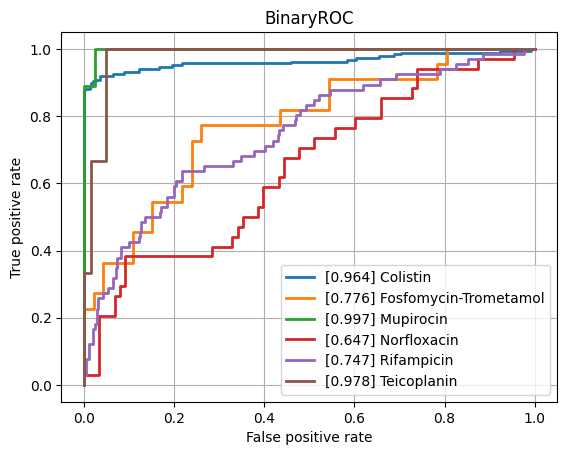 BinaryROC
True positive rate
1.0
0.8
0.6
0.4
0.2
0.0
[0.964] Colistin
[0.776] Fosfomycin-Trometamol
[0.997] Mupirocin
[0.647] Norfloxacin
[0.747] Rifampicin
[0.978] Teicoplanin
0.0 0.2 0.4 0.6 0.8 1.0
False positive rate